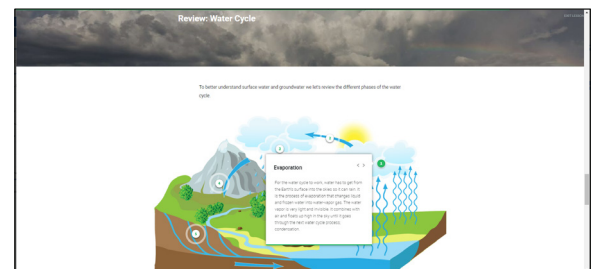 Review: Water Cycle
To better understand surface water and groundwater we let's review the different phases of the water
cycle.
Evaporation
For the water cycle to work, water has to get from
the Earth's surface into the skies so it can rain. It
is the process of evaporation that changes liquid
and frozen water into water-vapor gas. The water
vapor is very light and invisible. It combines with
air and floats up high in the sky until it goes
through the next water cycle process,
condensation.